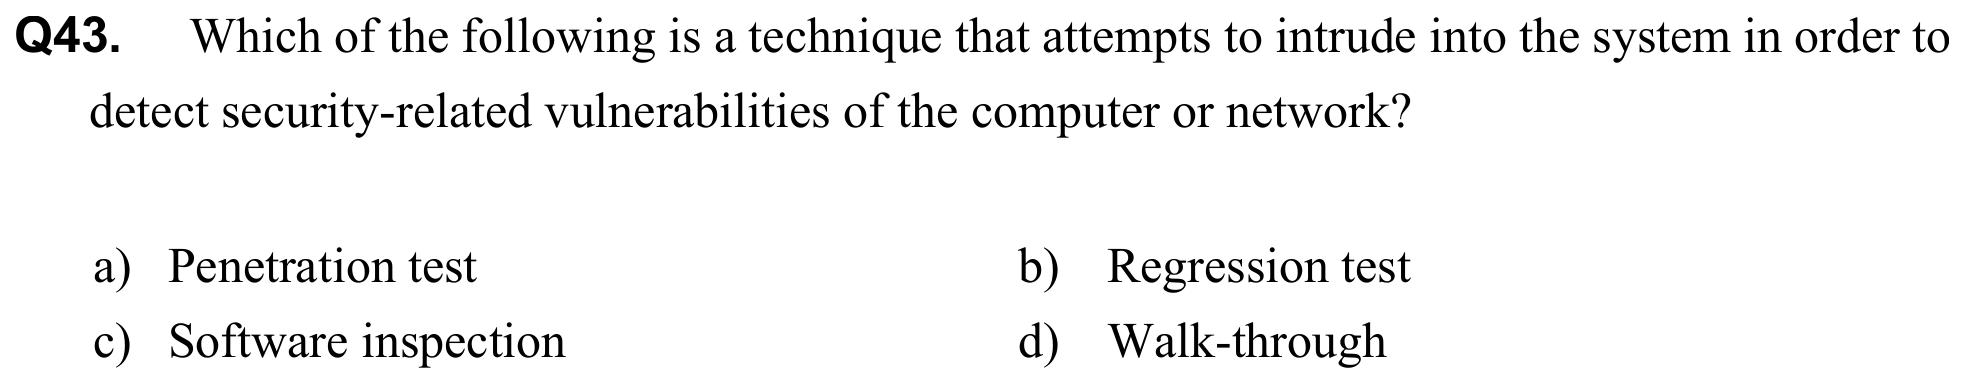 Q43. Which of the following is a technique that attempts to intrude into the system in order to
detect security-related vulnerabilities of the computer or network?
a) Penetration test b) Regression test
c) Software inspection d) Walk-through